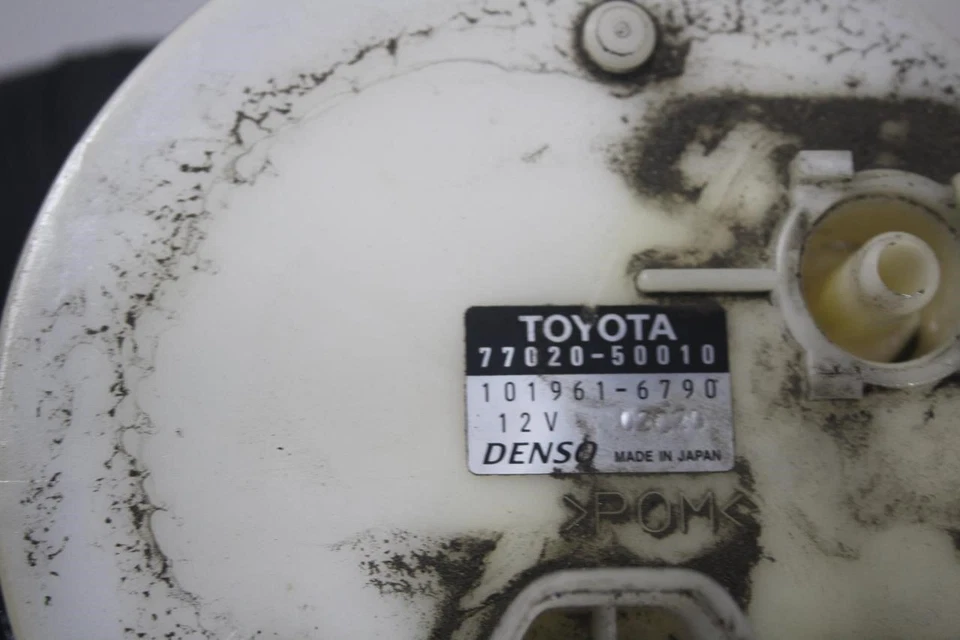 TOYOTA
77020-50010
101961-6790
12V
DENSO MADE IN JAPAN
>POM<